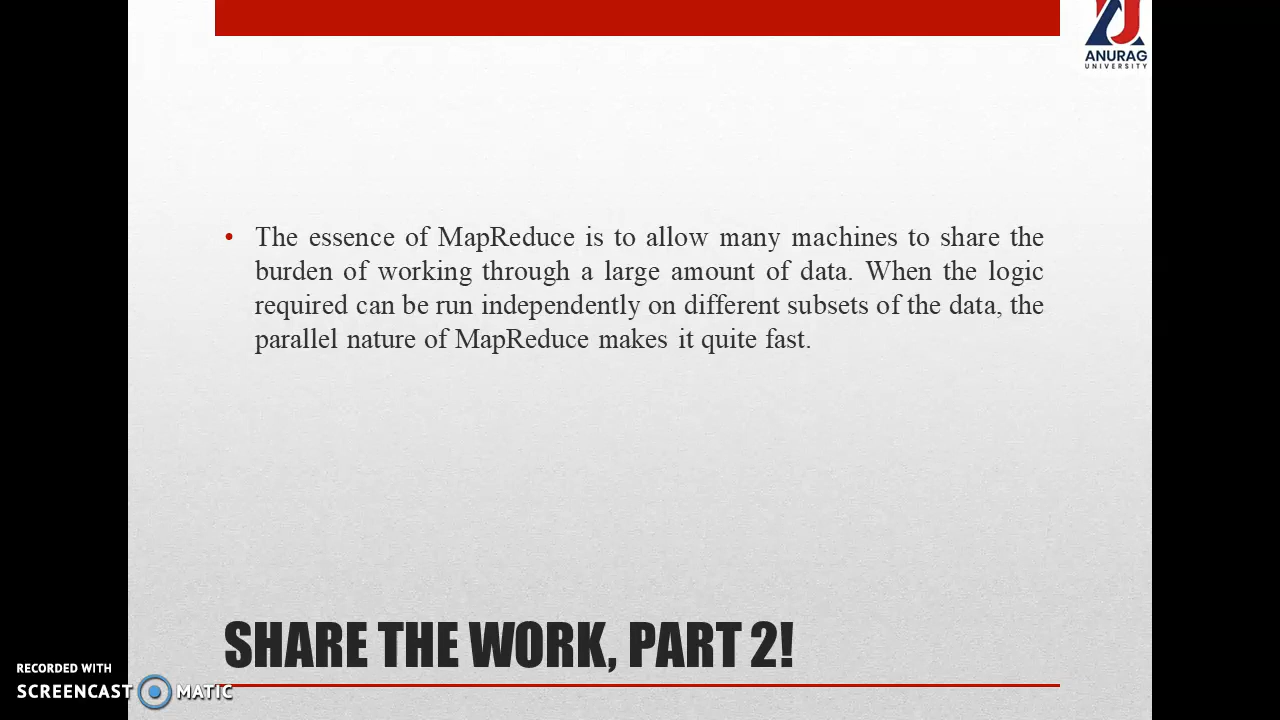 ANURAG
UNIVERSITY
• The essence of MapReduce is to allow many machines to share the
burden of working through a large amount of data. When the logic
required can be run independently on different subsets of the data, the
parallel nature of MapReduce makes it quite fast.
SHARE THE WORK, PART 2!
RECORDED WITH
SCREENCAST MATIC